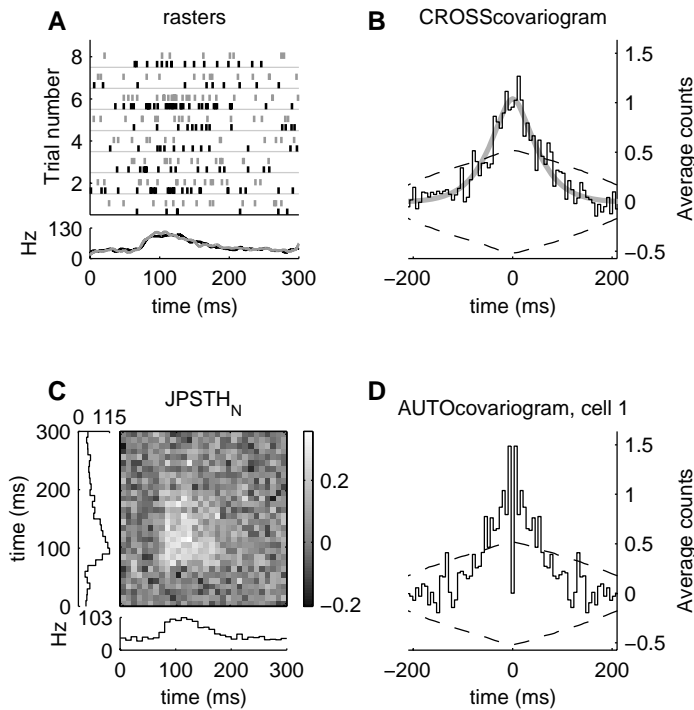 A
rasters
8
6
4
2
Trial number
130
0
Hz
0 100 200 300
time (ms)
B
CROSScovariogram
1.5
1
0.5
0
−0.5
Average counts
−200 0 200
time (ms)
C
JPSTH_N
0 115
300
200
100
0
time (ms)
0.2
0
−0.2
103
0
Hz
0 100 200 300
time (ms)
D
AUTOcovariogram, cell 1
1.5
1
0.5
0
−0.5
Average counts
−200 0 200
time (ms)